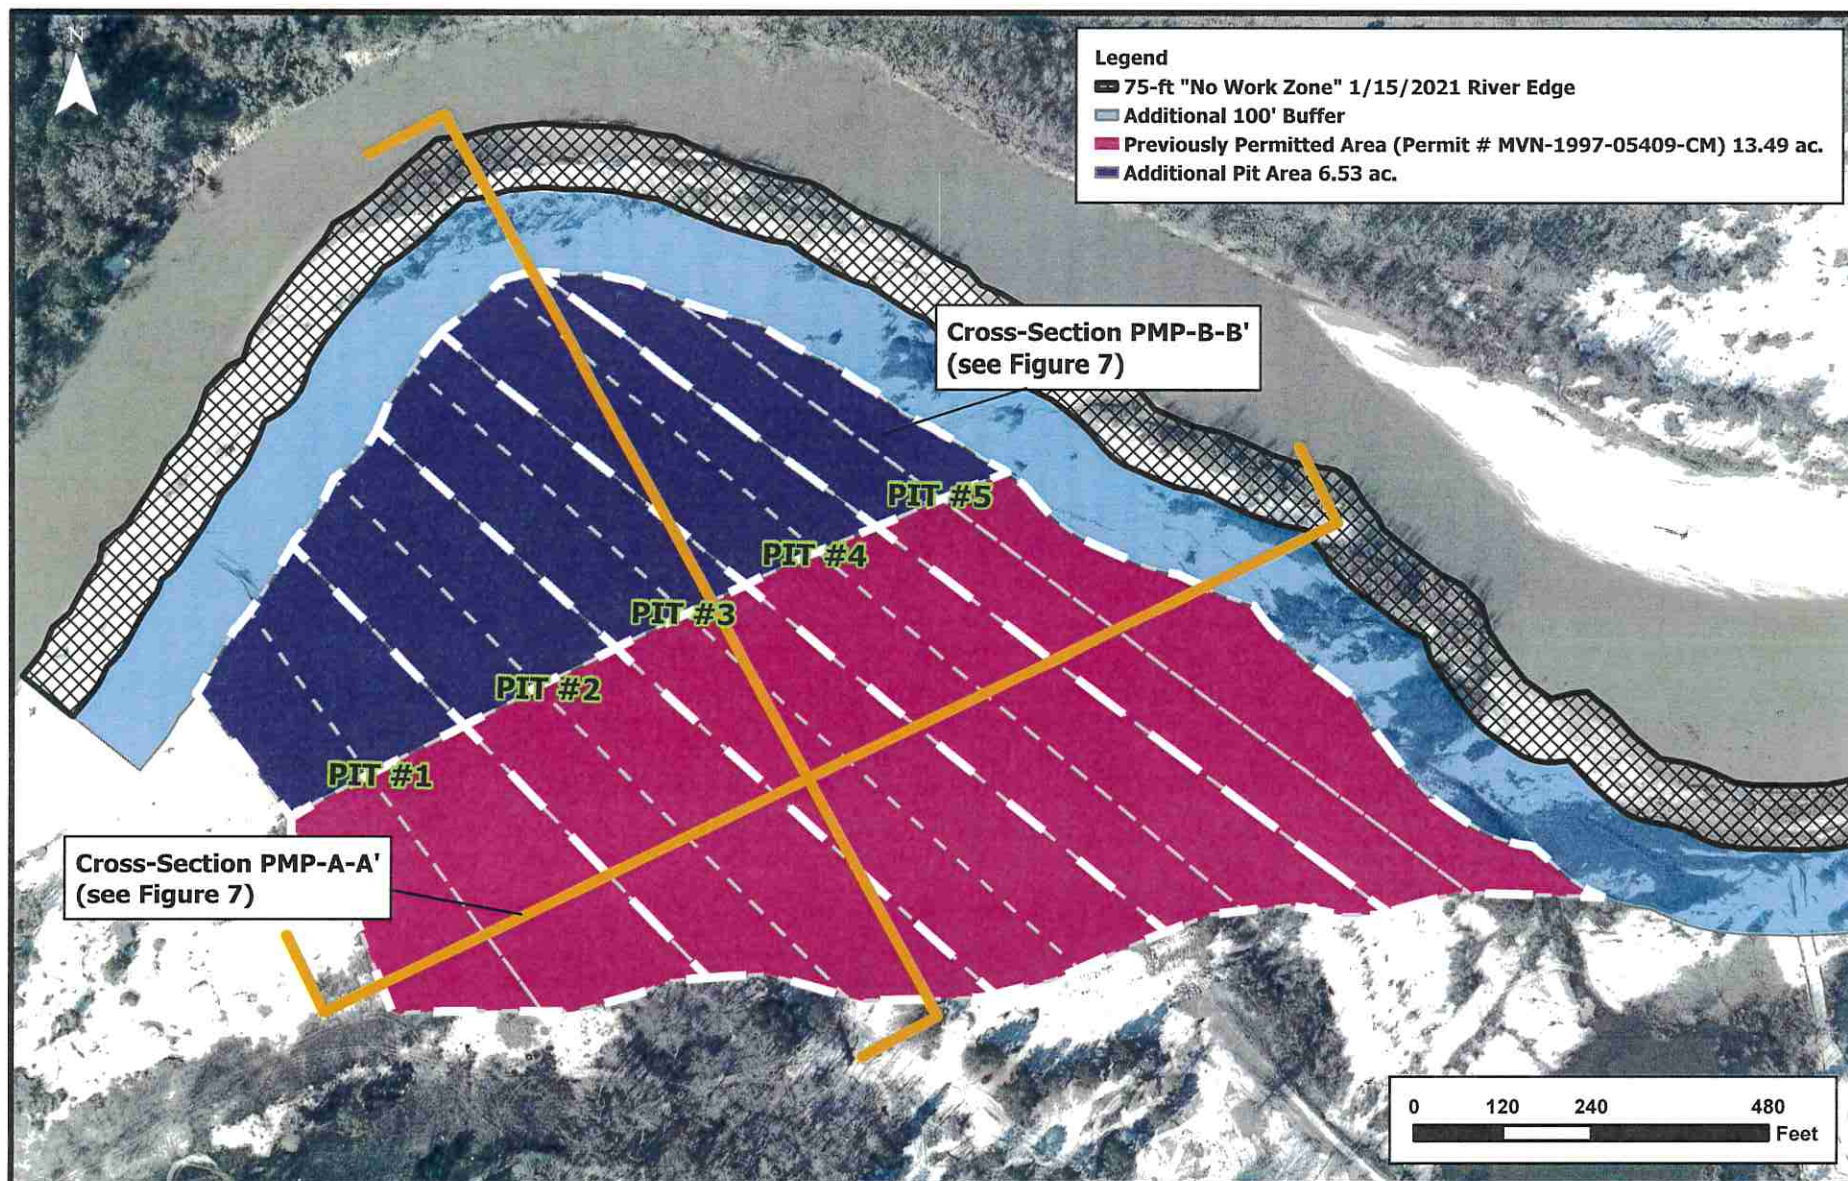 N
Legend
75-ft "No Work Zone" 1/15/2021 River Edge
Additional 100' Buffer
Previously Permitted Area (Permit # MVN-1997-05409-CM) 13.49 ac.
Additional Pit Area 6.53 ac.
Cross-Section PMP-B-B'
(see Figure 7)
PIT #5
PIT #4
PIT #3
PIT #2
PIT #1
Cross-Section PMP-A-A'
(see Figure 7)
0 120 240 480
Feet